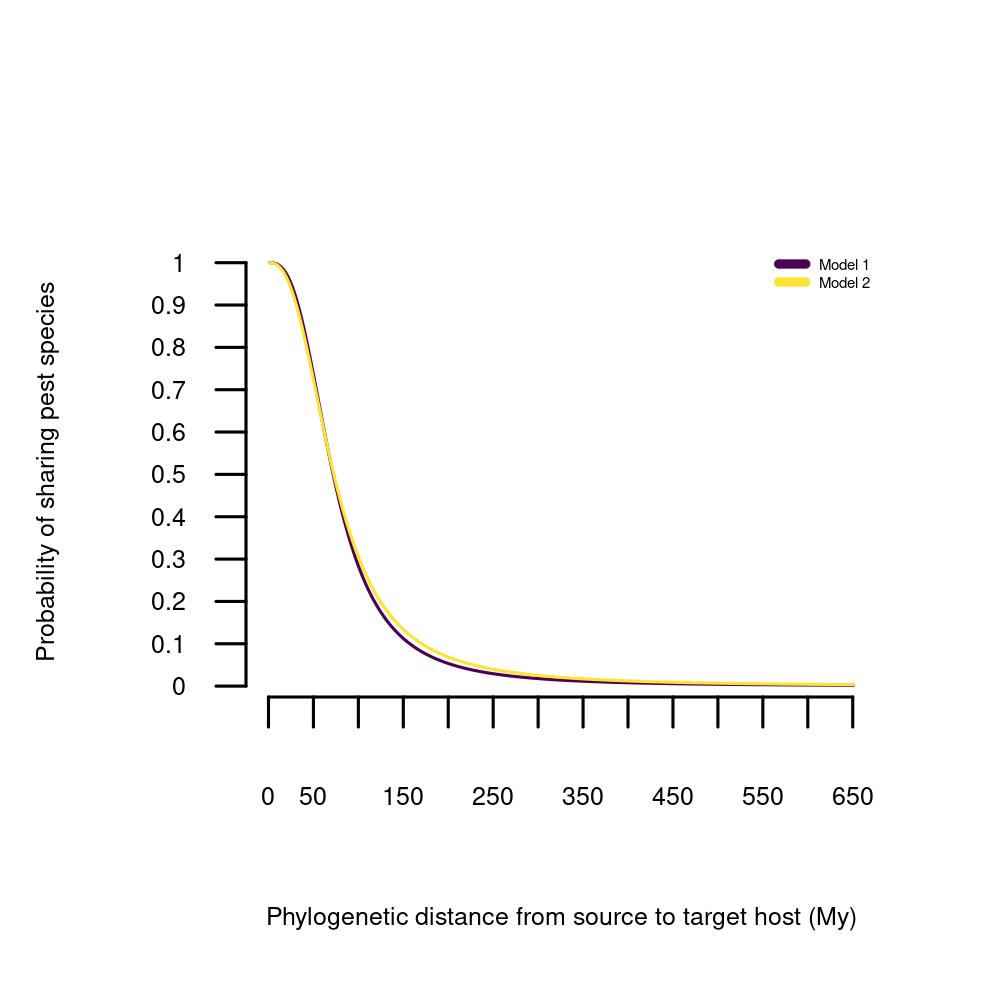 Model 1
Model 2
Probability of sharing pest species
1
0.9
0.8
0.7
0.6
0.5
0.4
0.3
0.2
0.1
0
0 50 150 250 350 450 550 650
Phylogenetic distance from source to target host (My)